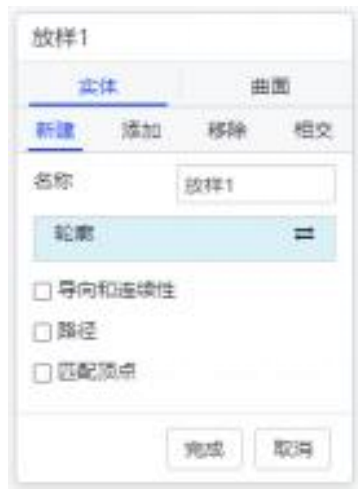 放样1
实体 曲面
新建 添加 移除 相交
名称 放样1
轮廓
导向和连续性
路径
匹配顶点
完成 取消